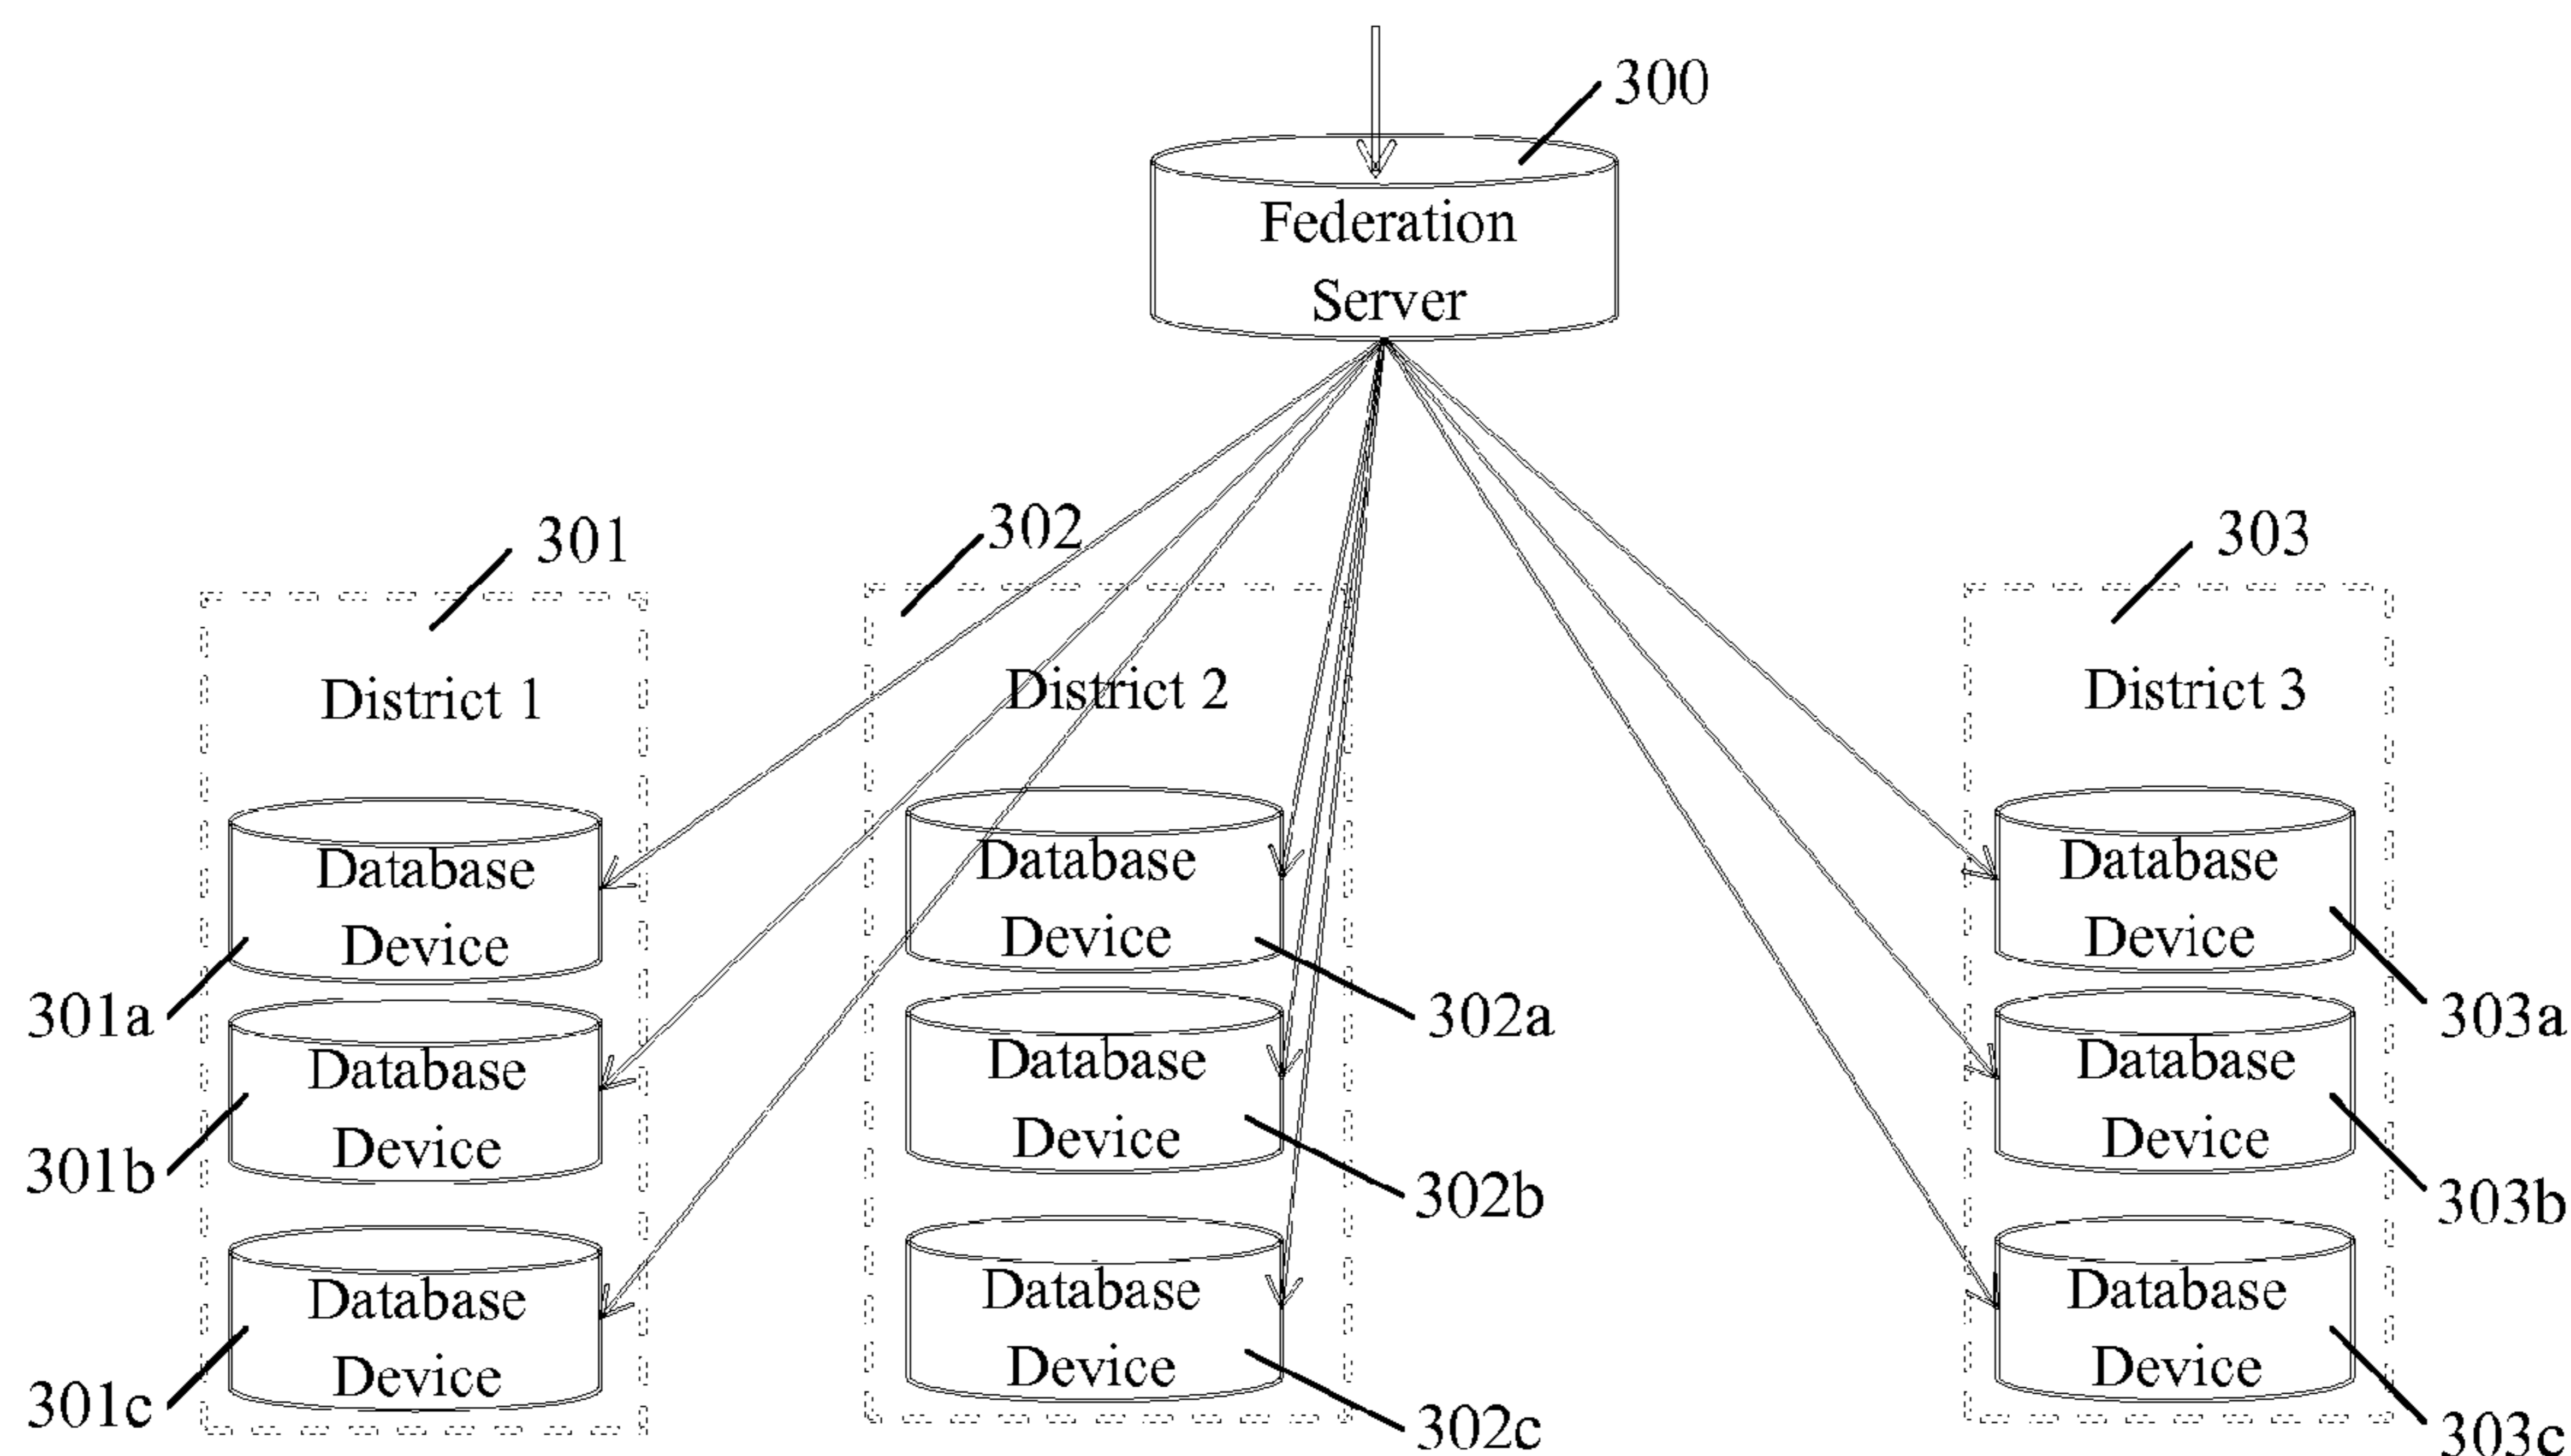 300
Federation
Server
301
302
303
District 1
District 2
District 3
Database
Device
301a
Database
Device
302a
Database
Device
303a
Database
Device
301b
Database
Device
302b
Database
Device
303b
Database
Device
301c
Database
Device
302c
Database
Device
303c